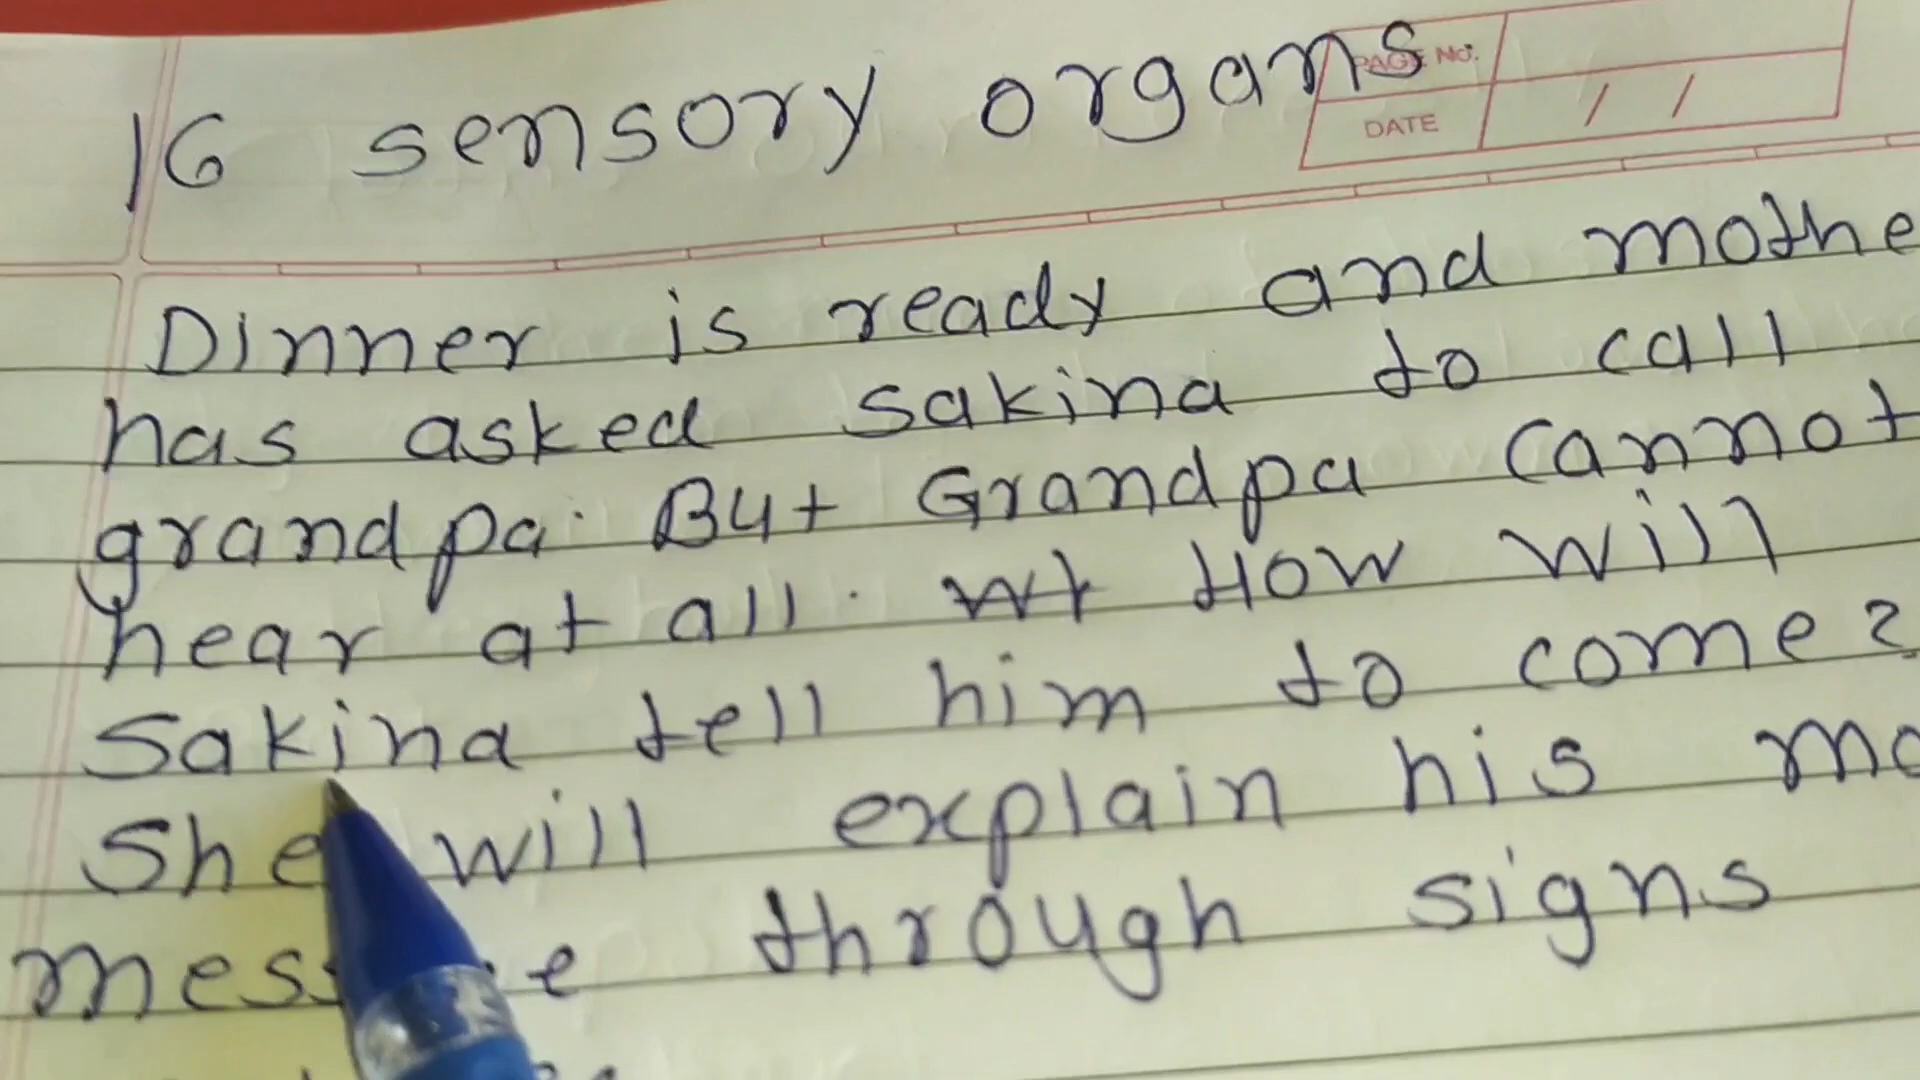 16 sensory organs
PAGE No.
DATE / /
Dinner is ready and mothe
has asked sakina to call
grandpa. But Grandpa cannot
hear at all. How will
Sakina tell him to come?
She will explain his
through signs